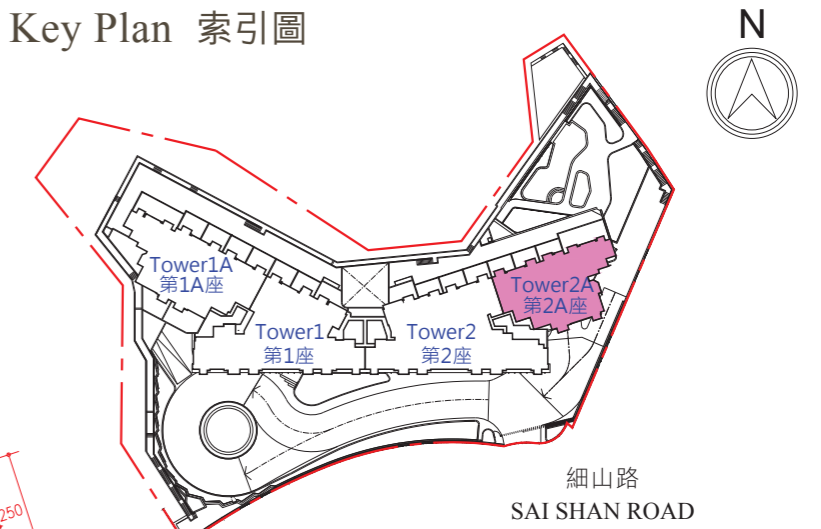 Key Plan 索引圖
N
Tower1A
第1A座
Tower2A
第2A座
Tower1
第1座
Tower2
第2座
細山路
SAI SHAN ROAD
250